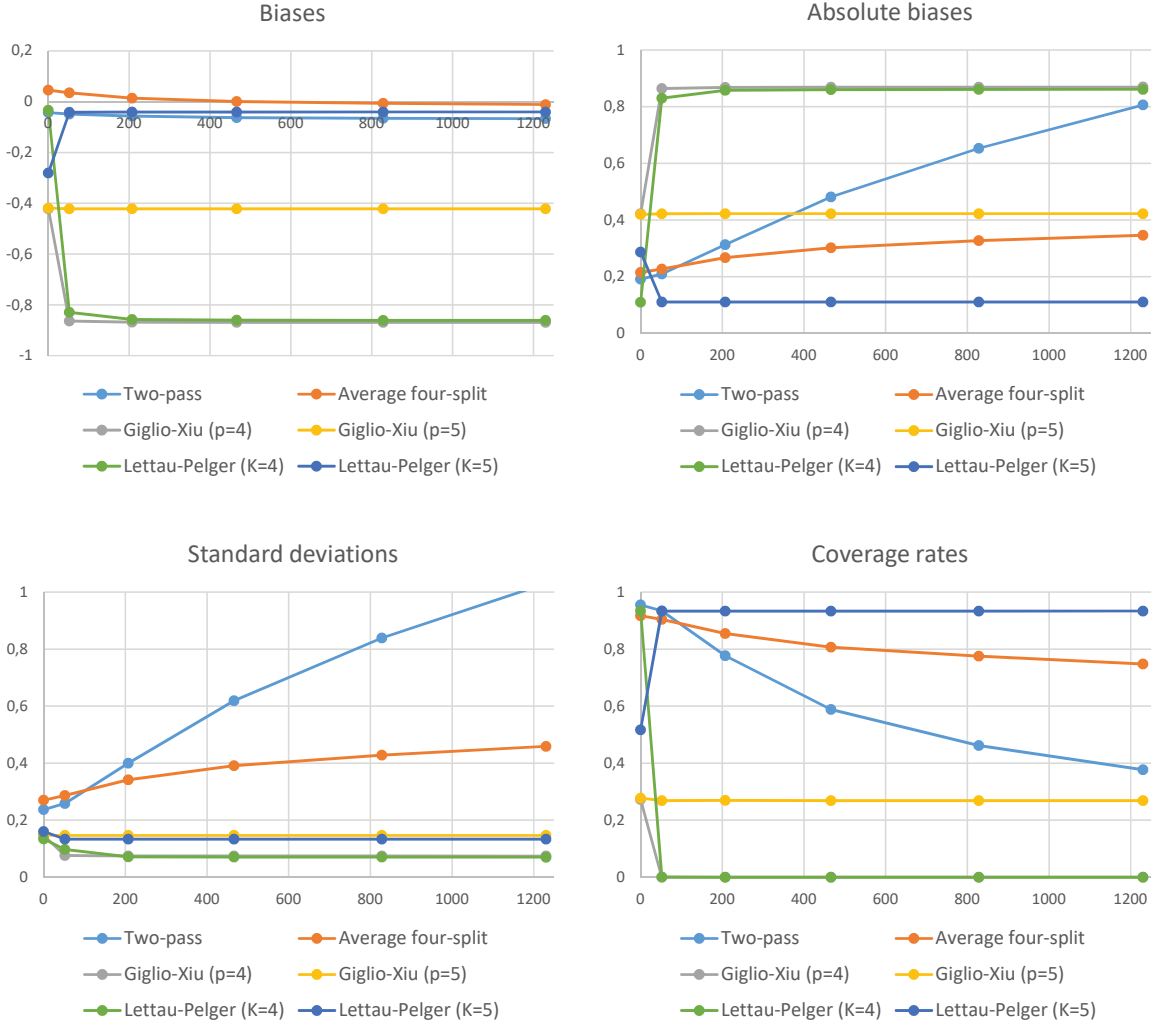 Biases
0,2
0
-0,2
-0,4
-0,6
-0,8
-1
0 200 400 600 800 1000 1200
Two-pass Average four-split
Giglio-Xiu (p=4) Giglio-Xiu (p=5)
Lettau-Pelger (K=4) Lettau-Pelger (K=5)
Absolute biases
1
0,8
0,6
0,4
0,2
0
0 200 400 600 800 1000 1200
Two-pass Average four-split
Giglio-Xiu (p=4) Giglio-Xiu (p=5)
Lettau-Pelger (K=4) Lettau-Pelger (K=5)
Standard deviations
1
0,8
0,6
0,4
0,2
0
0 200 400 600 800 1000 1200
Two-pass Average four-split
Giglio-Xiu (p=4) Giglio-Xiu (p=5)
Lettau-Pelger (K=4) Lettau-Pelger (K=5)
Coverage rates
1
0,8
0,6
0,4
0,2
0
0 200 400 600 800 1000 1200
Two-pass Average four-split
Giglio-Xiu (p=4) Giglio-Xiu (p=5)
Lettau-Pelger (K=4) Lettau-Pelger (K=5)